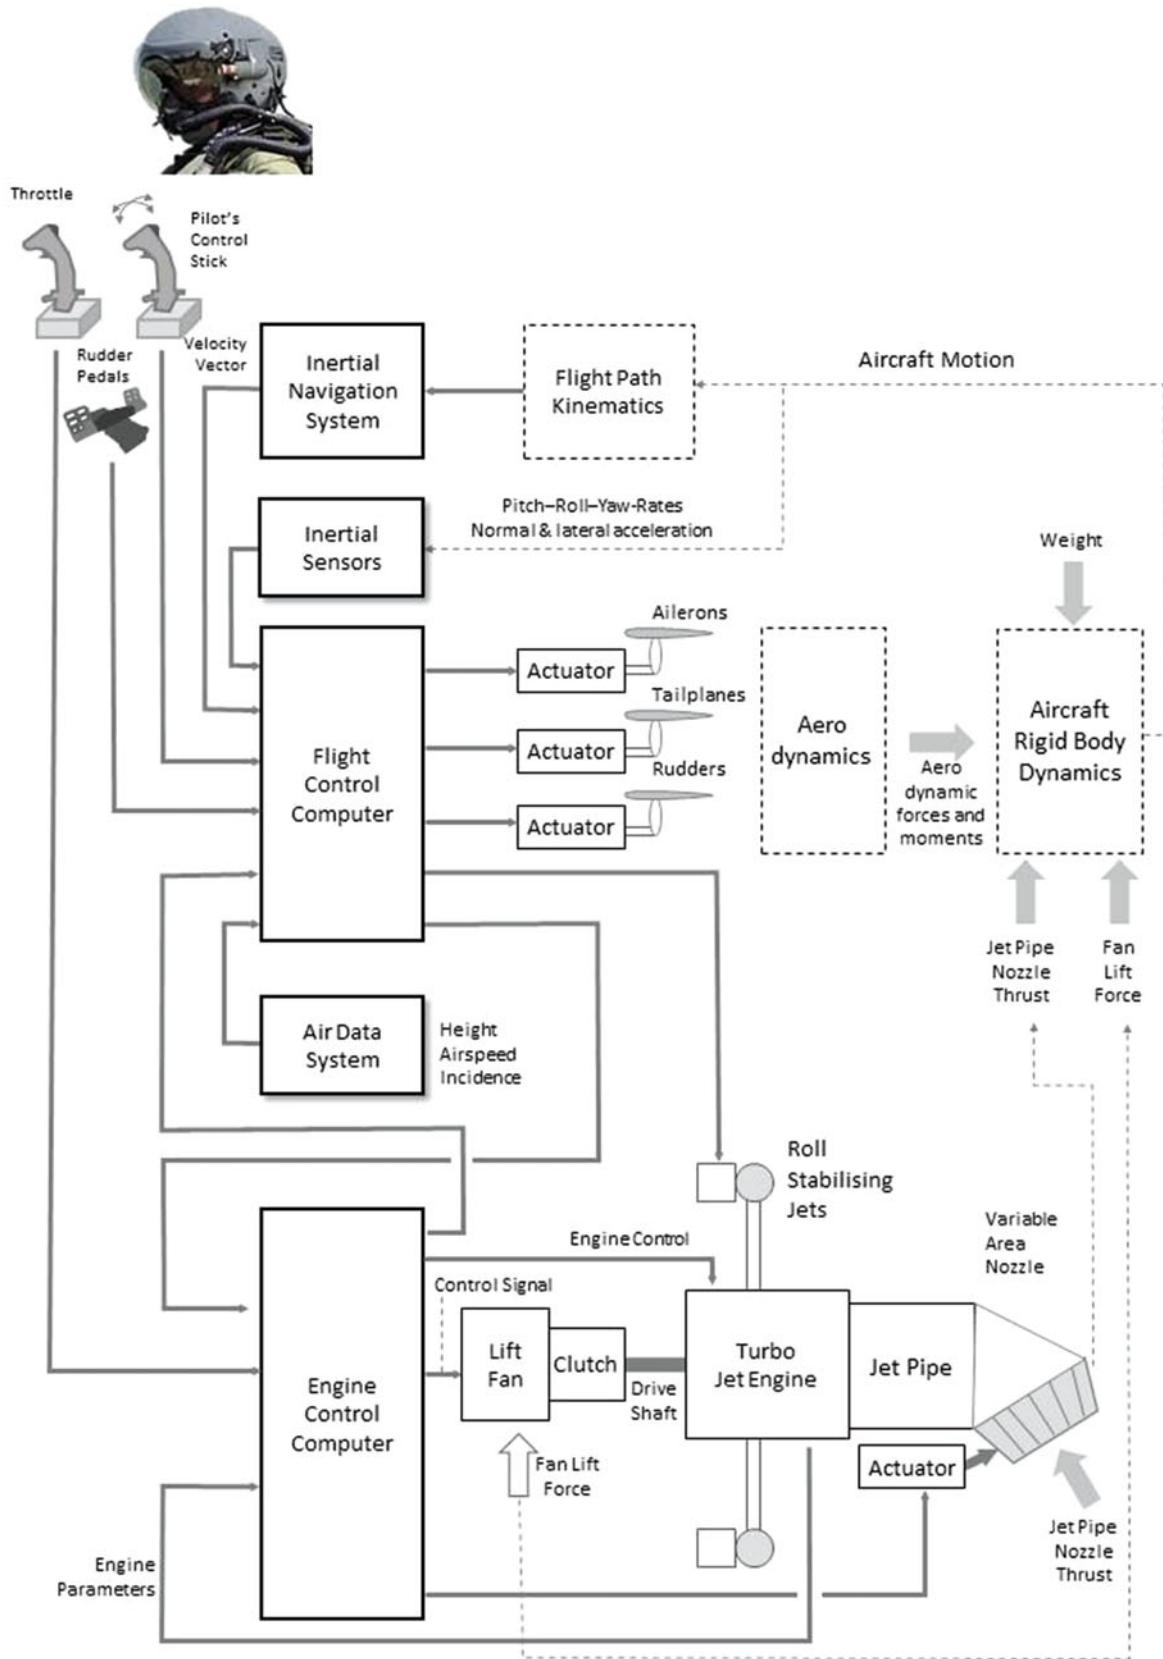 Throttle
Pilot's
Control
Stick
Rudder
Pedals
Velocity
Vector
Inertial
Navigation
System
Flight Path
Kinematics
Aircraft Motion
Inertial
Sensors
Pitch–Roll–Yaw-Rates
Normal & lateral acceleration
Weight
Flight
Control
Computer
Actuator
Ailerons
Actuator
Tailplanes
Actuator
Rudders
Aero
dynamics
Aero
dynamic
forces and
moments
Aircraft
Rigid Body
Dynamics
Jet Pipe
Nozzle
Thrust
Fan
Lift
Force
Air Data
System
Height
Airspeed
Incidence
Roll
Stabilising
Jets
Variable
Area
Nozzle
Engine Control
Control Signal
Engine
Control
Computer
Lift
Fan
Clutch
Drive
Shaft
Turbo
Jet Engine
Jet Pipe
Actuator
Fan Lift
Force
Jet Pipe
Nozzle
Thrust
Engine
Parameters